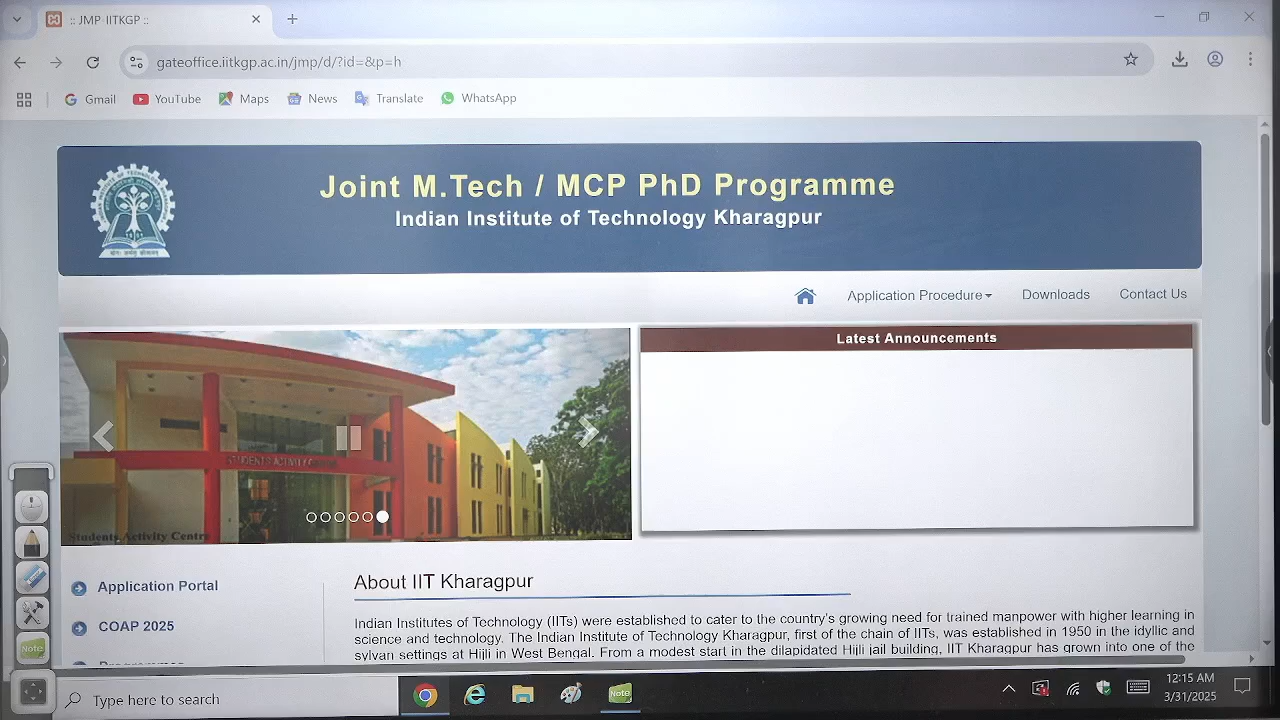 :: JMP-IITKGP ::
gateoffice.iitkgp.ac.in/jmp/d/?id=&p=h
Gmail
YouTube
Maps
News
Translate
WhatsApp
Joint M.Tech / MCP PhD Programme
Indian Institute of Technology Kharagpur
Application Procedure
Downloads
Contact Us
Latest Announcements
STUDENTS ACTIVITY
Students Activity Centre
Application Portal
COAP 2025
About IIT Kharagpur
Indian Institutes of Technology (IITs) were established to cater to the country's growing need for trained manpower with higher learning in
science and technology. The Indian Institute of Technology Kharagpur, first of the chain of IITs, was established in 1950 in the idyllic and
sylvan settings at Hijli in West Bengal. From a modest start in the dilapidated Hijli jail building, IIT Kharagpur has grown into one of the
Note
Type here to search
Note
12:15 AM
3/31/2025